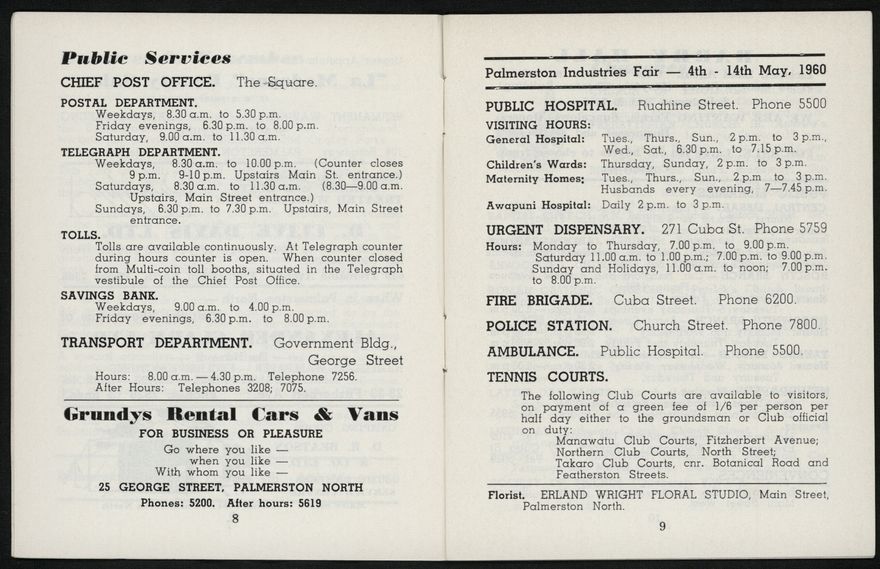 Public Services
CHIEF POST OFFICE. The Square.
POSTAL DEPARTMENT.
Weekdays, 8.30 a.m. to 5.30 p.m.
Friday evenings, 6.30 p.m. to 8.00 p.m.
Saturday, 9.00 a.m. to 11.30 a.m.
TELEGRAPH DEPARTMENT.
Weekdays, 8.30 a.m. to 10.00 p.m. (Counter closes
9 p.m. 9-10 p.m. Upstairs Main St. entrance.)
Saturdays, 8.30 a.m. to 11.30 a.m. (8.30—9.00 a.m.
Upstairs, Main Street entrance.)
Sundays, 6.30 p.m. to 7.30 p.m. Upstairs, Main Street
entrance.
TOLLS.
Tolls are available continuously. At Telegraph counter
during hours counter is open. When counter closed
from Multi-coin toll booths, situated in the Telegraph
vestibule of the Chief Post Office.
SAVINGS BANK.
Weekdays, 9.00 a.m. to 4.00 p.m.
Friday evenings, 6.30 p.m. to 8.00 p.m.
TRANSPORT DEPARTMENT. Government Bldg.,
George Street
Hours: 8.00 a.m. — 4.30 p.m. Telephone 7256.
After Hours: Telephones 3208; 7075.
Grundys Rental Cars & Vans
FOR BUSINESS OR PLEASURE
Go where you like —
when you like —
With whom you like —
25 GEORGE STREET, PALMERSTON NORTH
Phones: 5200. After hours: 5619
8
Palmerston Industries Fair — 4th - 14th May, 1960
PUBLIC HOSPITAL. Ruahine Street. Phone 5500
VISITING HOURS:
General Hospital: Tues., Thurs., Sun., 2 p.m. to 3 p.m.,
Wed., Sat., 6.30 p.m. to 7.15 p.m.
Children's Wards: Thursday, Sunday, 2 p.m. to 3 p.m.
Maternity Homes: Tues., Thurs., Sun., 2 p.m to 3 p.m.
Husbands every evening, 7—7.45 p.m.
Awapuni Hospital: Daily 2 p.m. to 3 p.m.
URGENT DISPENSARY. 271 Cuba St. Phone 5759
Hours: Monday to Thursday, 7.00 p.m. to 9.00 p.m.
Saturday 11.00 a.m. to 1.00 p.m.; 7.00 p.m. to 9.00 p.m.
Sunday and Holidays, 11.00 a.m. to noon; 7.00 p.m.
to 8.00 p.m.
FIRE BRIGADE. Cuba Street. Phone 6200.
POLICE STATION. Church Street. Phone 7800.
AMBULANCE. Public Hospital. Phone 5500.
TENNIS COURTS.
The following Club Courts are available to visitors,
on payment of a green fee of 1/6 per person per
half day either to the groundsman or Club official
on duty:
Manawatu Club Courts, Fitzherbert Avenue;
Northern Club Courts, North Street;
Takaro Club Courts, cnr. Botanical Road and
Featherston Streets.
Florist. ERLAND WRIGHT FLORAL STUDIO, Main Street,
Palmerston North.
9